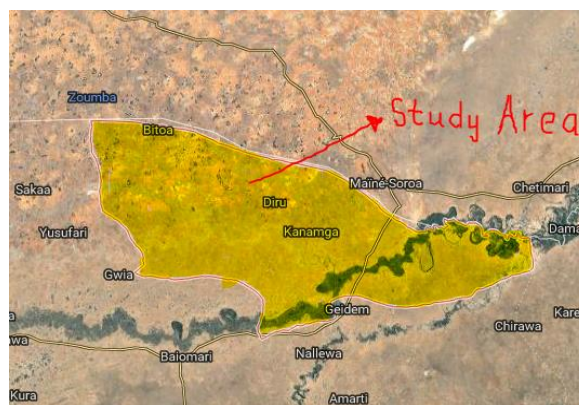 Zoumba
Bitoa
Study Area
Maïné-Soroa
Chetimari
Sakaa
Diru
Yusufari
Kanamga
Dama
Gwia
Geidem
Kare
Chirawa
awa
Baiomari
Nallewa
Kura
Amarti